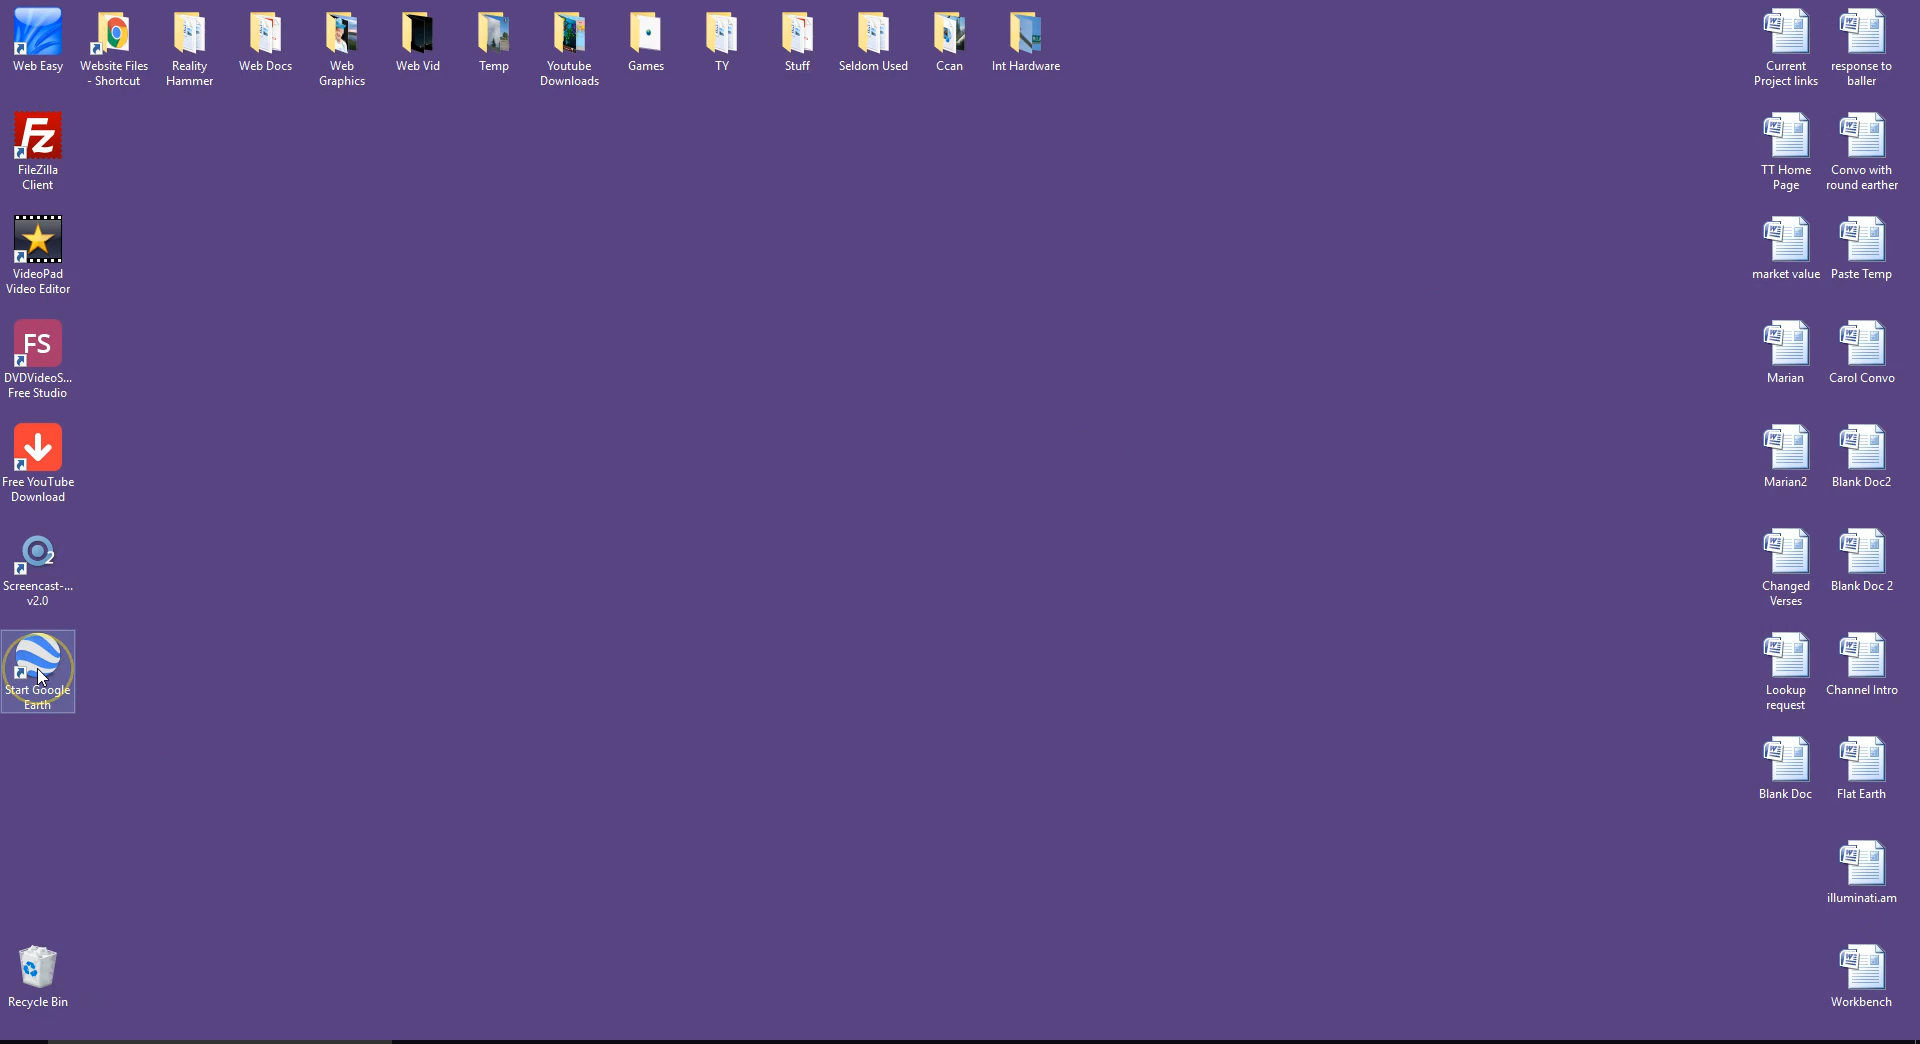 Web Easy
Website Files
- Shortcut
Reality
Hammer
Web Docs
Web
Graphics
Web Vid
Temp
Youtube
Downloads
Games
TY
Stuff
Seldom Used
Ccan
Int Hardware
Current
Project links
response to
baller
Fz
FileZilla
Client
TT Home
Page
Convo with
round earther
VideoPad
Video Editor
market value
Paste Temp
FS
DVDVideoS...
Free Studio
Marian
Carol Convo
Free YouTube
Download
Marian2
Blank Doc2
2
Screencast-...
v2.0
Changed
Verses
Blank Doc 2
Start Google
Earth
Lookup
request
Channel Intro
Blank Doc
Flat Earth
illuminati.am
Recycle Bin
Workbench